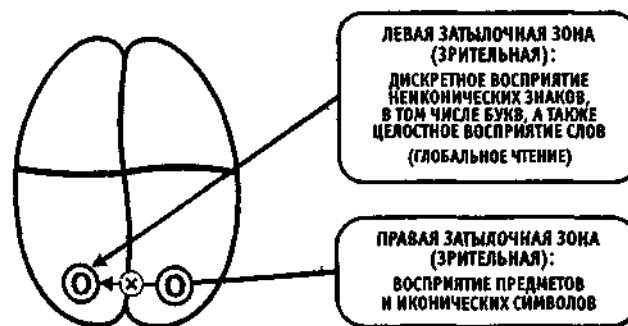 ЛЕВАЯ ЗАТЫЛОЧНАЯ ЗОНА
(ЗРИТЕЛЬНАЯ):
ДИСКРЕТНОЕ ВОСПРИЯТИЕ
НЕИКОНИЧЕСКИХ ЗНАКОВ,
В ТОМ ЧИСЛЕ БУКВ, А ТАКЖЕ
ЦЕЛОСТНОЕ ВОСПРИЯТИЕ СЛОВ
(ГЛОБАЛЬНОЕ ЧТЕНИЕ)
ПРАВАЯ ЗАТЫЛОЧНАЯ ЗОНА
(ЗРИТЕЛЬНАЯ):
ВОСПРИЯТИЕ ПРЕДМЕТОВ
И ИКОНИЧЕСКИХ СИМВОЛОВ
О × О